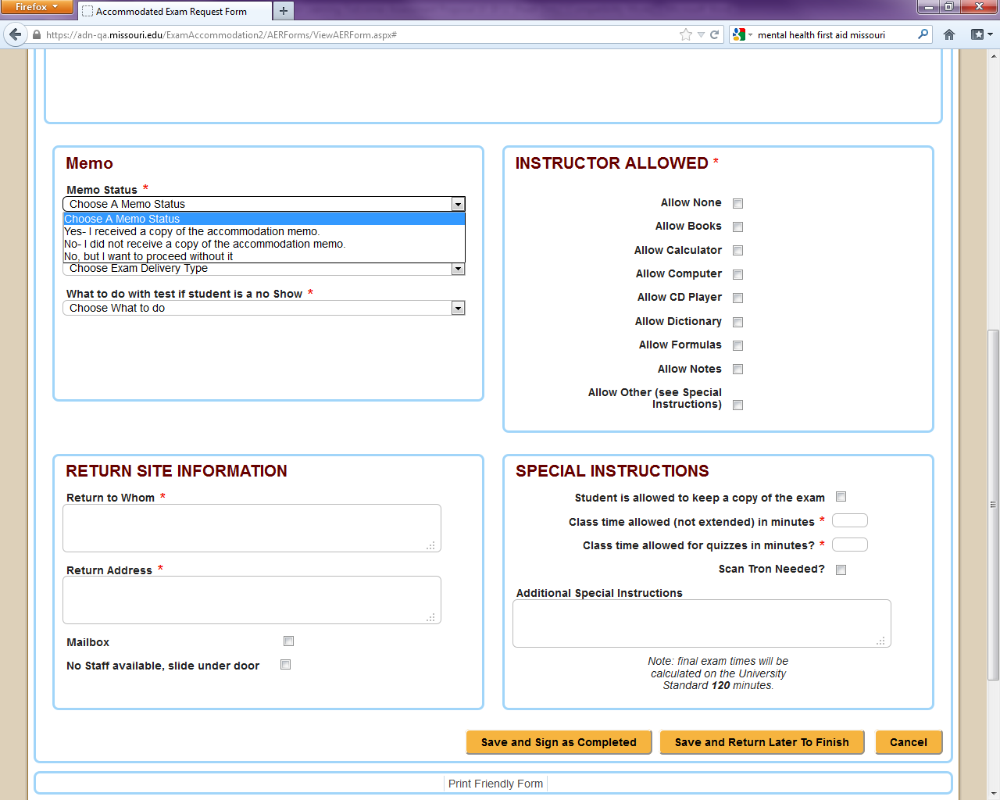 Firefox
Accommodated Exam Request Form
https://adn-qa.missouri.edu/ExamAccommodation2/AERForms/ViewAERForm.aspx#
mental health first aid missouri
Memo
Memo Status *
Choose A Memo Status
Choose A Memo Status
Yes- I received a copy of the accommodation memo.
No- I did not receive a copy of the accommodation memo.
No, but I want to proceed without it
Choose Exam Delivery Type
What to do with test if student is a no Show *
Choose What to do
INSTRUCTOR ALLOWED *
Allow None
Allow Books
Allow Calculator
Allow Computer
Allow CD Player
Allow Dictionary
Allow Formulas
Allow Notes
Allow Other (see Special
Instructions)
RETURN SITE INFORMATION
Return to Whom *
Return Address *
Mailbox
No Staff available, slide under door
SPECIAL INSTRUCTIONS
Student is allowed to keep a copy of the exam
Class time allowed (not extended) in minutes *
Class time allowed for quizzes in minutes? *
Scan Tron Needed?
Additional Special Instructions
Note: final exam times will be
calculated on the University
Standard 120 minutes.
Save and Sign as Completed
Save and Return Later To Finish
Cancel
Print Friendly Form